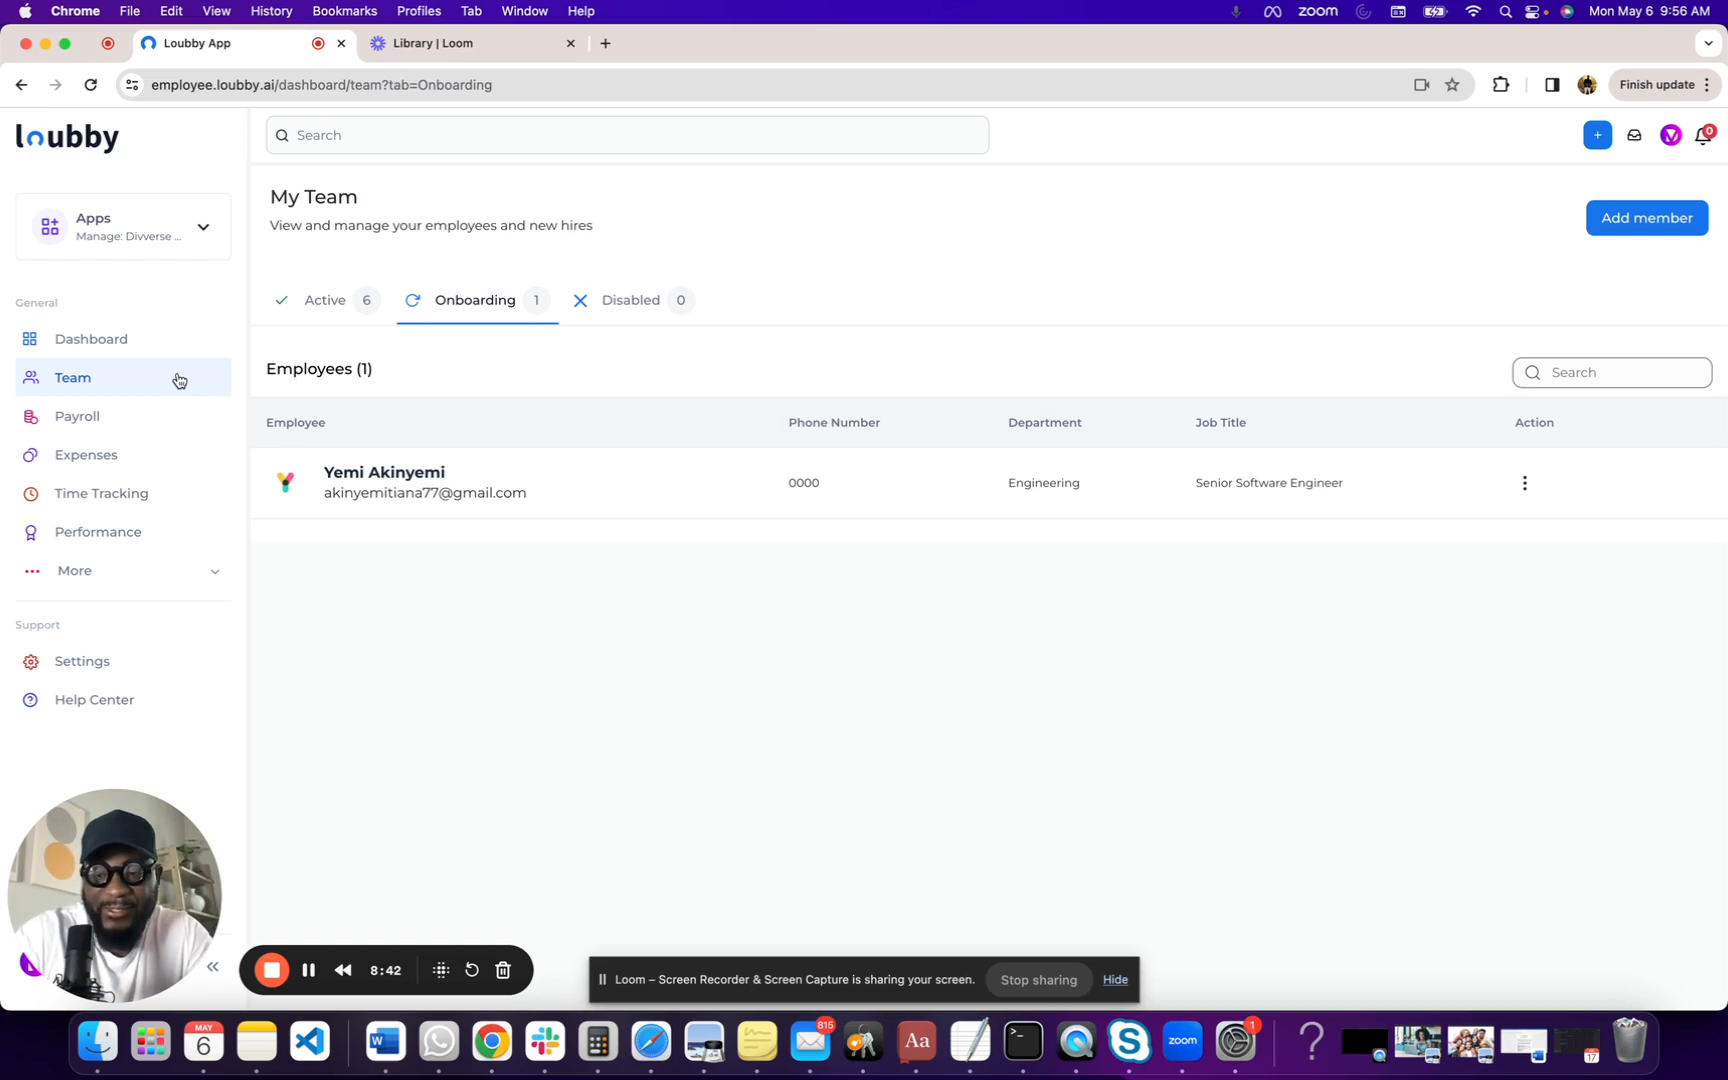 Chrome File Edit View History Bookmarks Profiles Tab Window Help zoom Mon May 6 9:56 AM
Loubby App Library | Loom
employee.loubby.ai/dashboard/team?tab=Onboarding Finish update
loubby
Search
0
Apps
Manage: Divverse ...
My Team
View and manage your employees and new hires
Add member
General
Dashboard
Team
Payroll
Expenses
Time Tracking
Performance
More
Support
Settings
Help Center
Active 6 Onboarding 1 Disabled 0
Employees (1)
Search
Employee Phone Number Department Job Title Action
Yemi Akinyemi
akinyemitiana77@gmail.com
0000 Engineering Senior Software Engineer
8:42
Loom – Screen Recorder & Screen Capture is sharing your screen. Stop sharing Hide
MAY
6
815
Aa
zoom
1
17